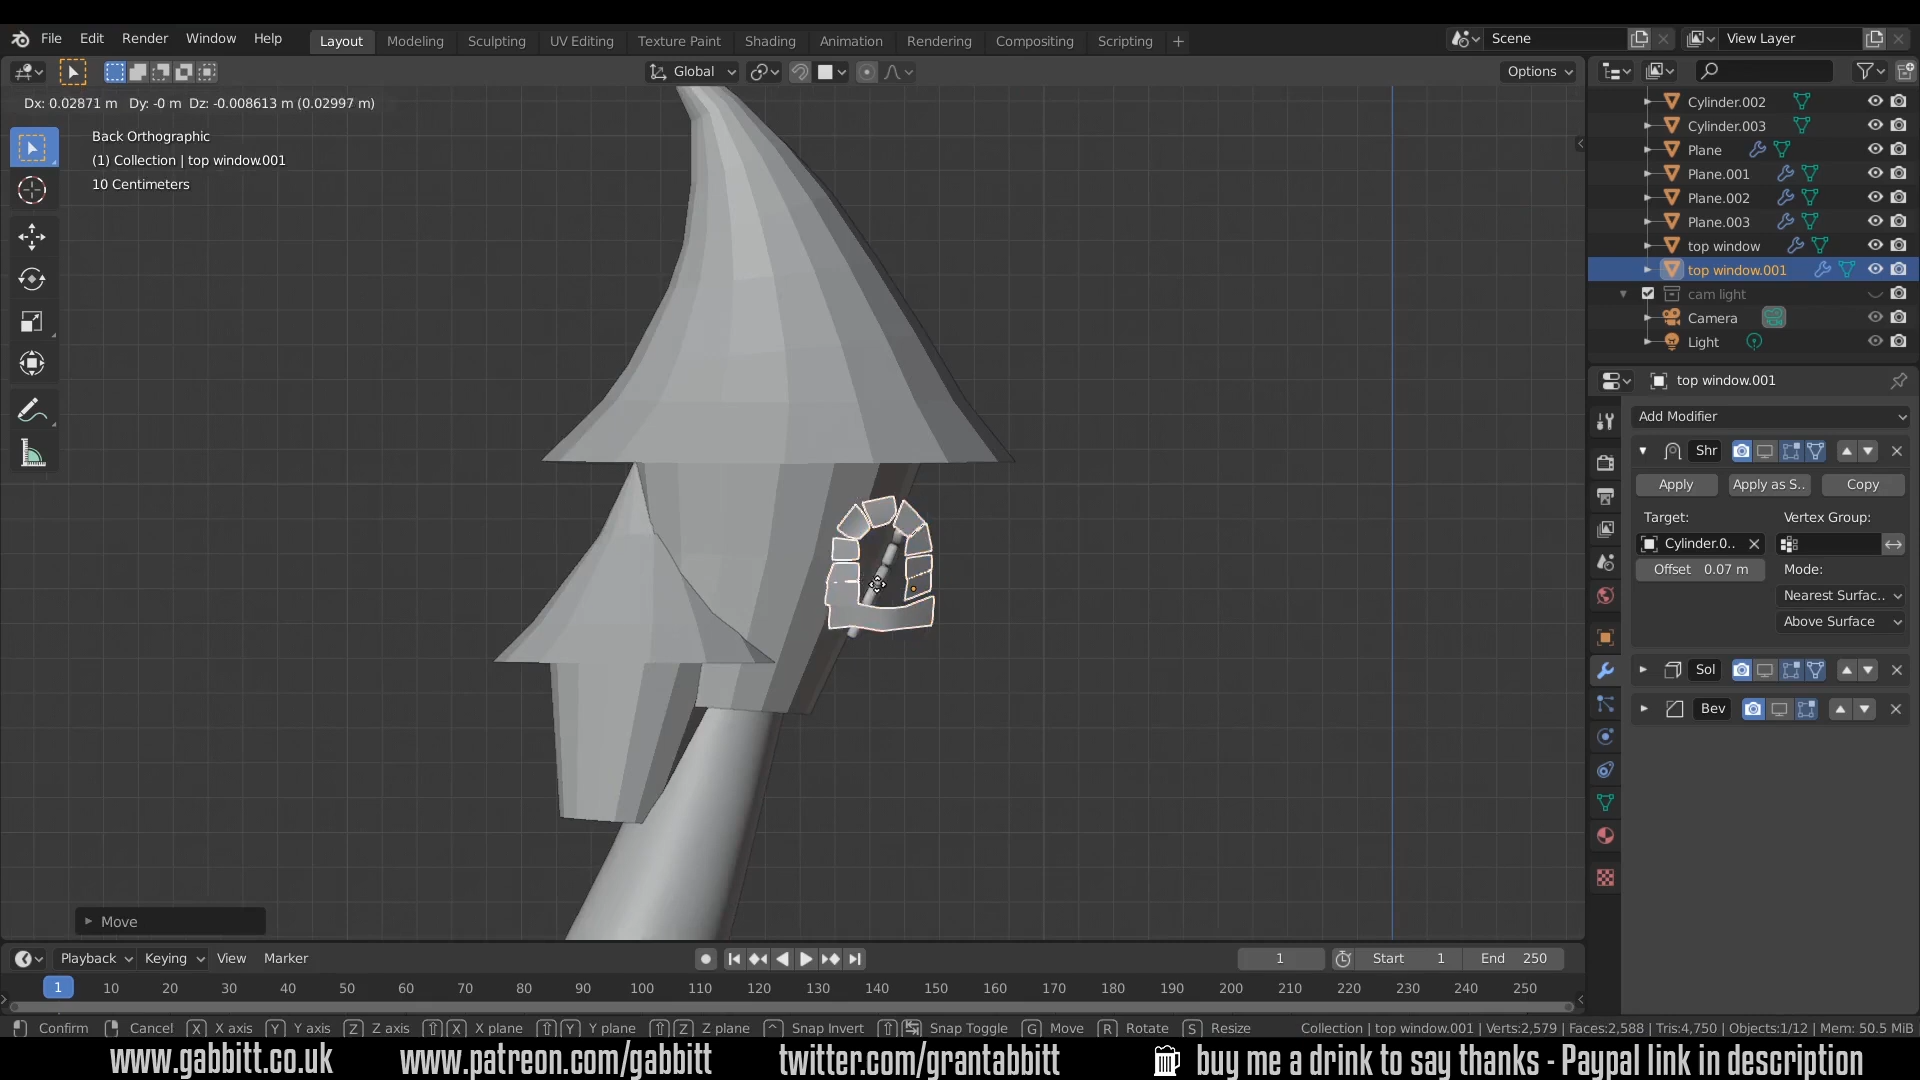 File Edit Render Window Help Layout Modeling Sculpting UV Editing Texture Paint Shading Animation Rendering Compositing Scripting + Scene View Layer
Global Options
Dx: 0.02871 m Dy: -0 m Dz: -0.008613 m (0.02997 m)
Back Orthographic
(1) Collection | top window.001
10 Centimeters
Cylinder.002
Cylinder.003
Plane
Plane.001
Plane.002
Plane.003
top window
top window.001
cam light
Camera
Light
top window.001
Add Modifier
Shr
Apply Apply as S.. Copy
Target: Vertex Group:
Cylinder.0..
Offset 0.07 m Mode:
Nearest Surfac..
Above Surface
Sol
Bev
Move
Playback Keying View Marker 1 Start 1 End 250
1 10 20 30 40 50 60 70 80 90 100 110 120 130 140 150 160 170 180 190 200 210 220 230 240 250
Confirm Cancel X X axis Y Y axis Z Z axis X X plane Y Y plane Z Z plane ^ Snap Invert Snap Toggle G Move R Rotate S Resize Collection | top window.001 | Verts:2,579 | Faces:2,588 | Tris:4,750 | Objects:1/12 | Mem: 50.5 MiB
www.gabbitt.co.uk www.patreon.com/gabbitt twitter.com/grantabbitt buy me a drink to say thanks - Paypal link in description